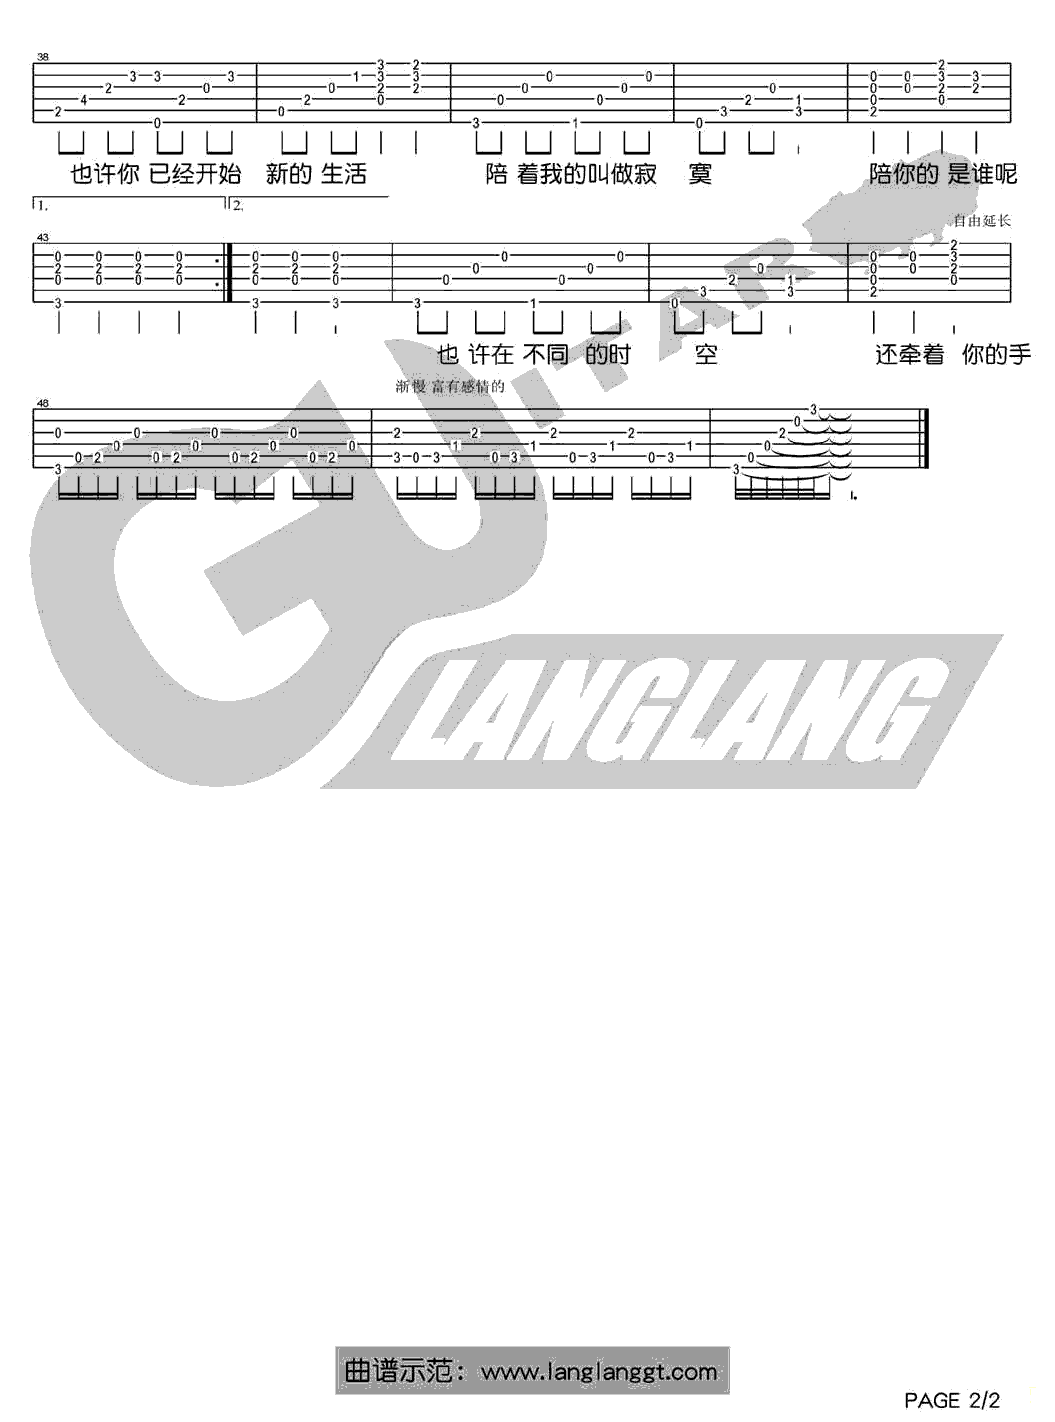 38
也许你 已经开始 新的 生活 陪 着我的叫做寂 寞 陪你的 是谁呢
1. 2.
43
自由延长
也 许在 不同 的时 空 还牵着 你的手
渐慢 富有感情的
48
GUITAR
LANGLANG
曲谱示范：www.langlanggt.com
PAGE 2/2